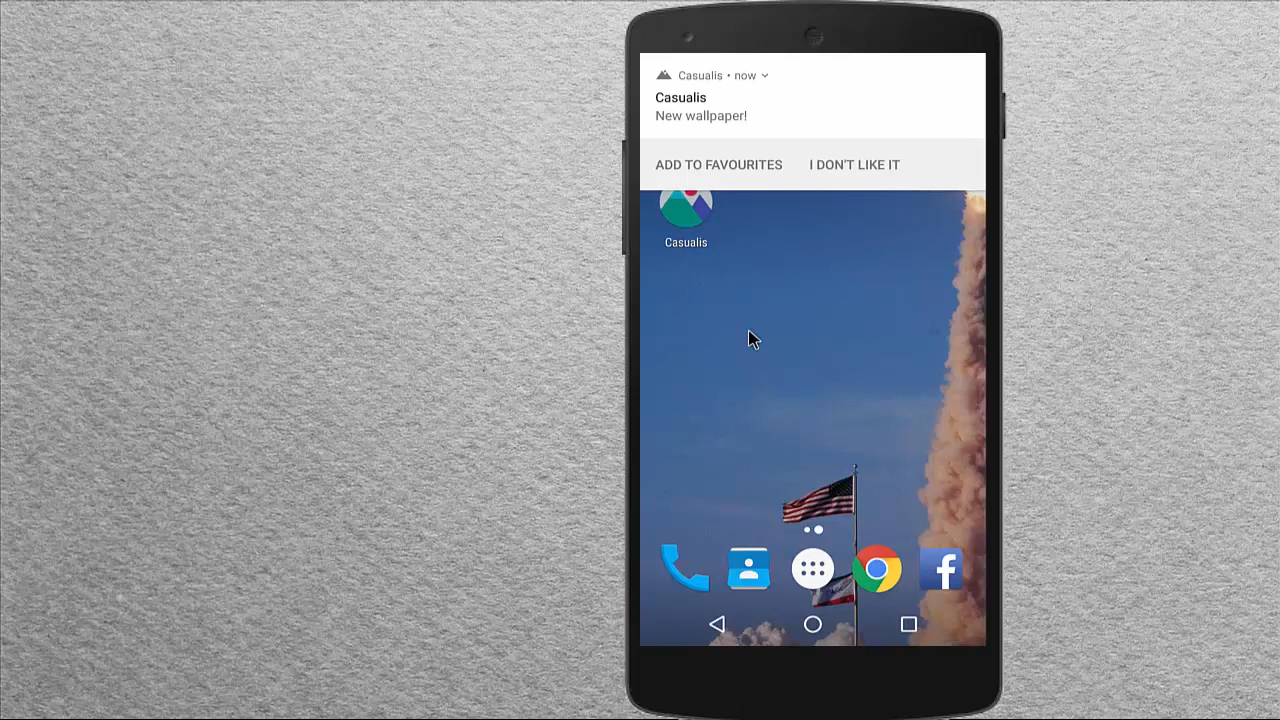 Casualis • now
Casualis
New wallpaper!
ADD TO FAVOURITES I DON'T LIKE IT
Casualis